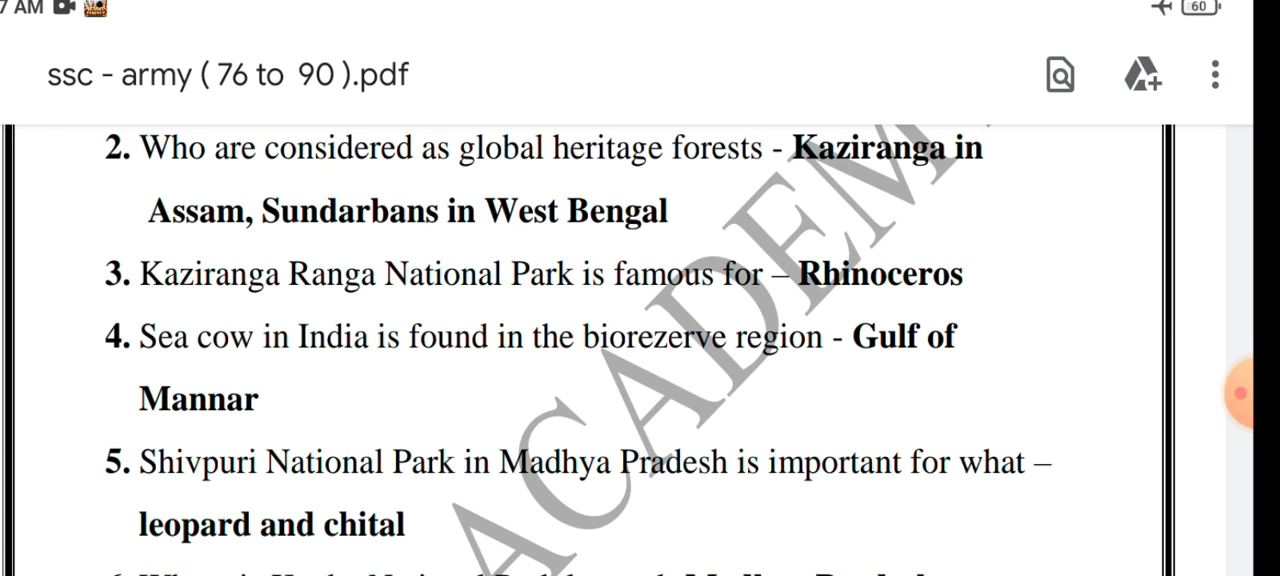 7 AM
60
ssc - army ( 76 to 90 ).pdf
2. Who are considered as global heritage forests - Kaziranga in
Assam, Sundarbans in West Bengal
3. Kaziranga Ranga National Park is famous for – Rhinoceros
4. Sea cow in India is found in the biorezerve region - Gulf of
Mannar
5. Shivpuri National Park in Madhya Pradesh is important for what –
leopard and chital
ACADEM